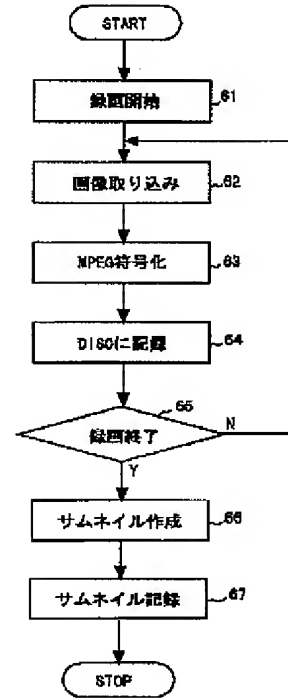 START
録画開始 61
画像取り込み 62
MPEG符号化 63
DISCに記録 64
65
録画終了 N
Y
サムネイル作成 66
サムネイル記録 67
STOP